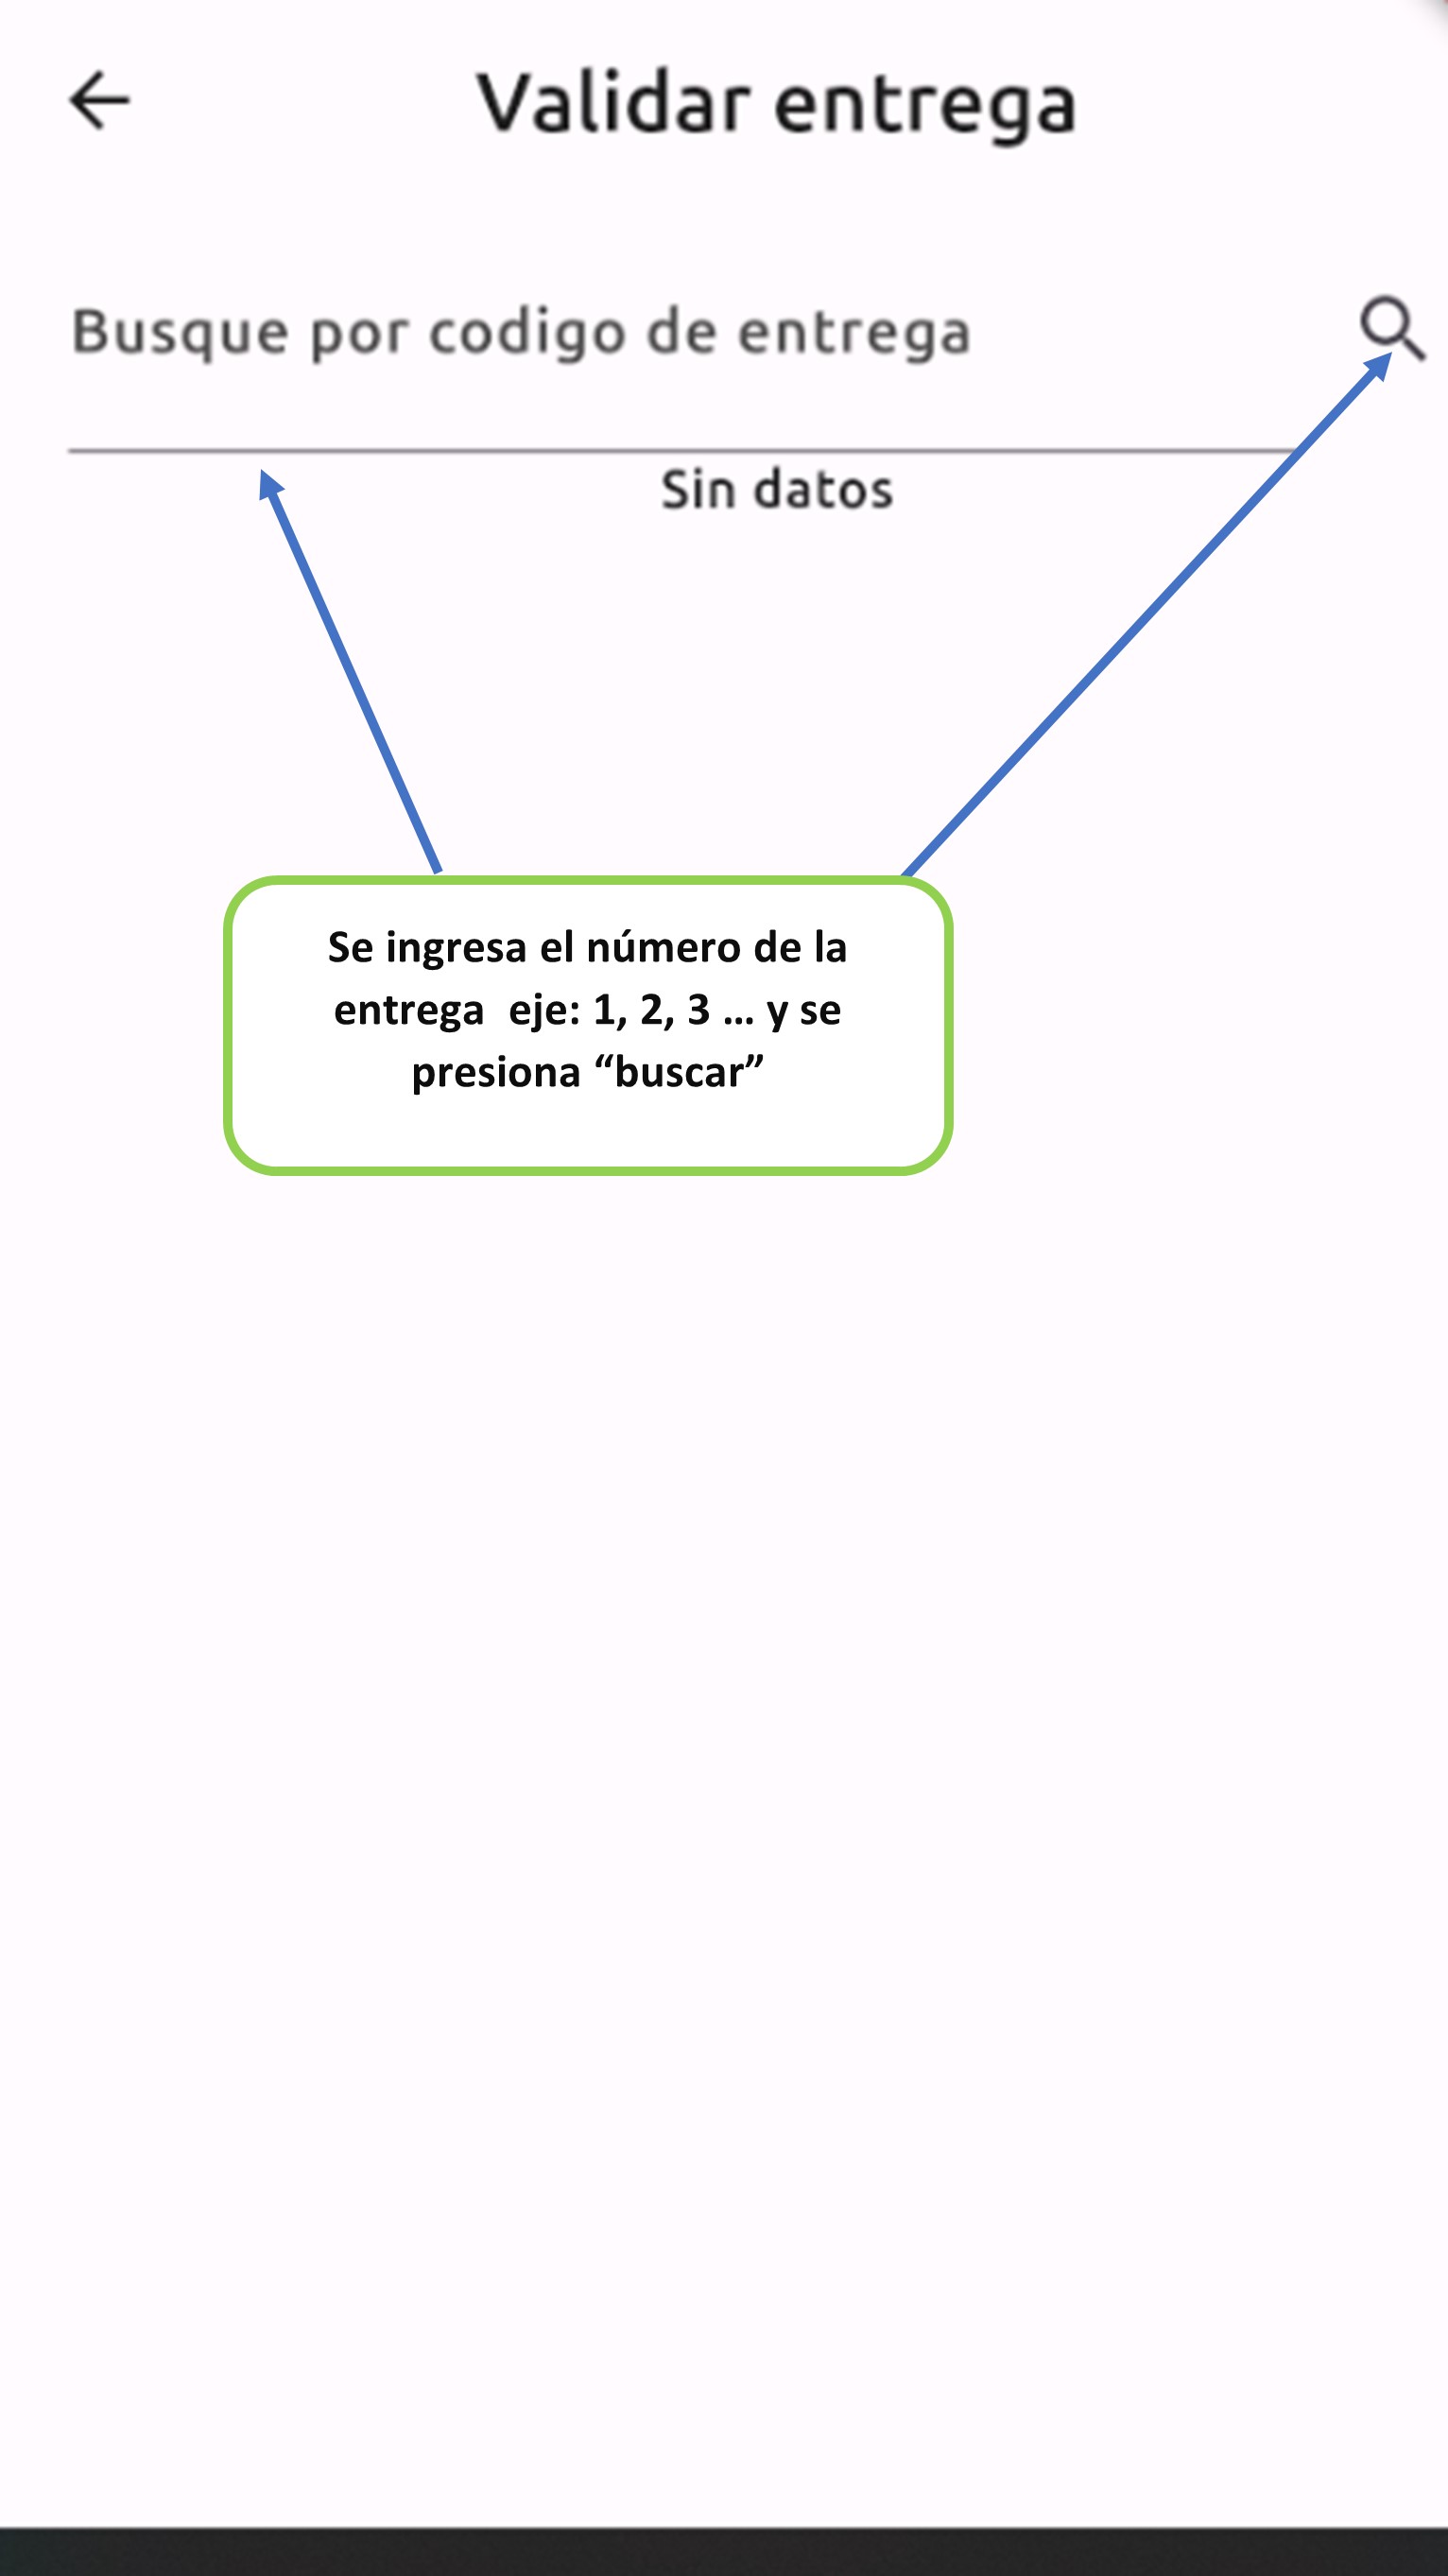 Validar entrega
Busque por codigo de entrega
Sin datos
Se ingresa el número de la
entrega  eje: 1, 2, 3 ... y se
presiona “buscar”